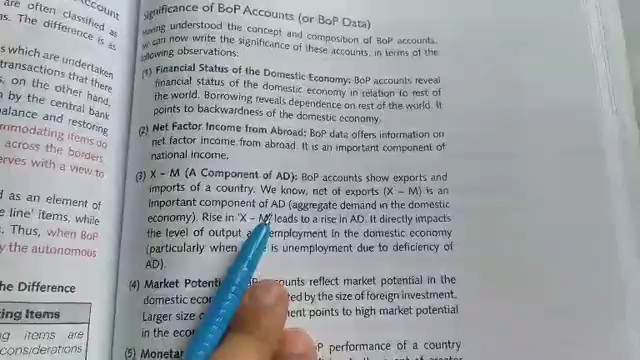 Account
are often classified as
ns. The difference is as
s which are undertaken
transactions that there
s, on the other hand,
n by the central bank
balance and restoring
mmodating items do
across the borders
erves with a view to
d as an element of
e line' items, while
s. Thus, when BoP
y the autonomous
the Difference
ting Items
ng items are
considerations
Significance of BoP Accounts (or BoP Data)
Having understood the concept and composition of BoP accounts,
we can now write the significance of these accounts, in terms of the
following observations:
(1) Financial Status of the Domestic Economy: BoP accounts reveal
financial status of the domestic economy in relation to rest of
the world. Borrowing reveals dependence on rest of the world. It
points to backwardness of the domestic economy.
(2) Net Factor Income from Abroad: BoP data offers information on
net factor income from abroad. It is an important component of
national income.
(3) X – M (A Component of AD): BoP accounts show exports and
imports of a country. We know, net of exports (X – M) is an
important component of AD (aggregate demand in the domestic
economy). Rise in 'X – M' leads to a rise in AD. It directly impacts
the level of output employment in the domestic economy
(particularly when is unemployment due to deficiency of
AD).
(4) Market Potential accounts reflect market potential in the
domestic econ by the size of foreign investment.
Larger size of ment points to high market potential
in the econ
(5) Monetar performance of a country